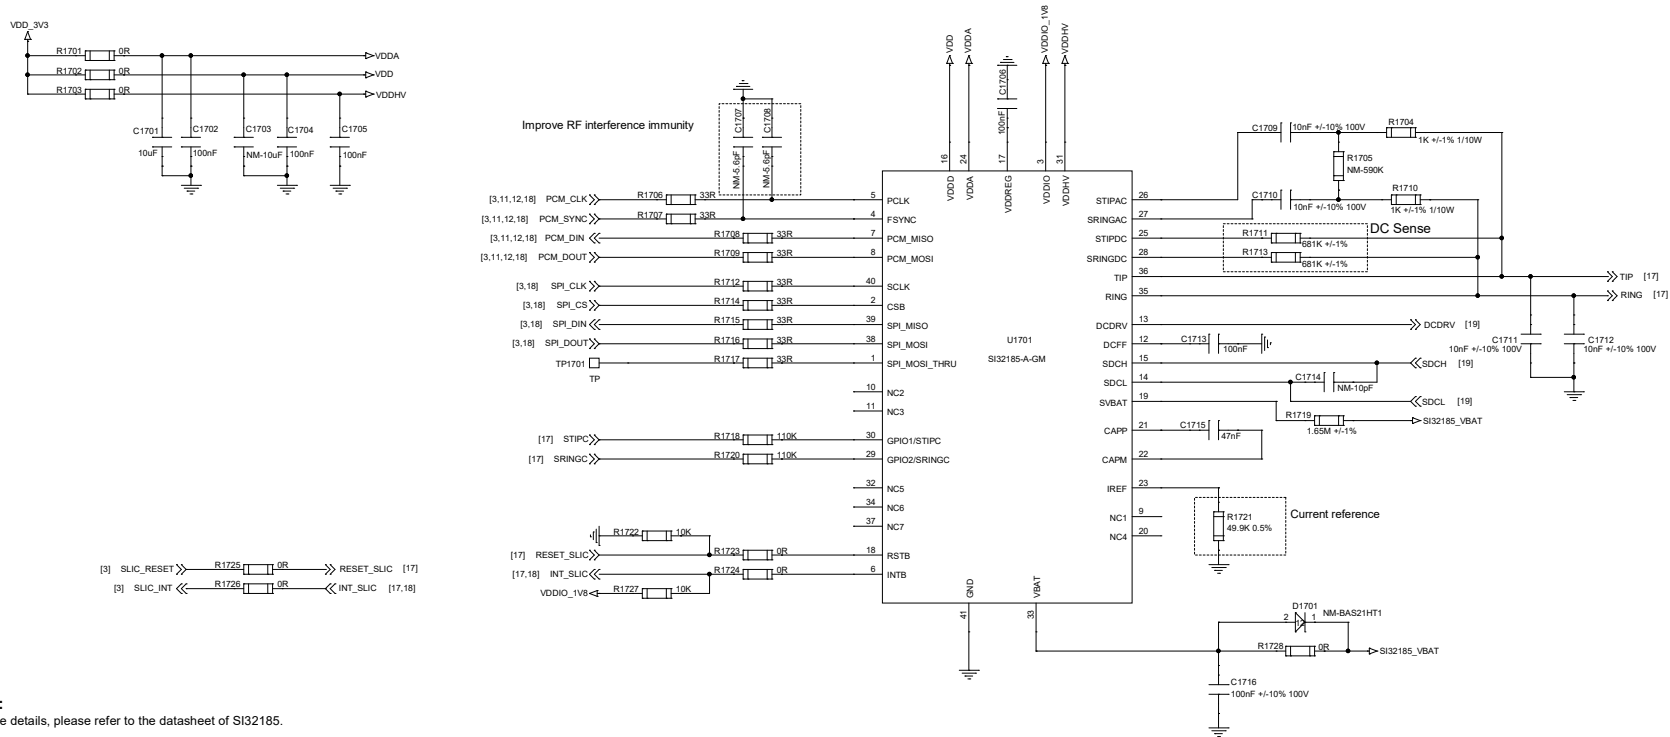 VDD_3V3
R1701 0R
VDDA
R1702 0R
VDD
R1703 0R
VDDHV
C1701 10uF
C1702 100nF
C1703 NM-10uF
C1704 100nF
C1705 100nF
Improve RF interference immunity
C1707 NM-5.6pF
C1708 NM-5.6pF
VDD
VDDA
C1706 100nF
VDDIO_1V8
VDDHV
16 VDDD
24 VDDA
17 VDDREG
3 VDDIO
31 VDDHV
[3,11,12,18] PCM_CLK R1706 33R 5 PCLK
[3,11,12,18] PCM_SYNC R1707 33R 4 FSYNC
[3,11,12,18] PCM_DIN R1708 33R 7 PCM_MISO
[3,11,12,18] PCM_DOUT R1709 33R 8 PCM_MOSI
[3,18] SPI_CLK R1712 33R 40 SCLK
[3,18] SPI_CS R1714 33R 2 CSB
[3,18] SPI_DIN R1715 33R 39 SPI_MISO
[3,18] SPI_DOUT R1716 33R 38 SPI_MOSI
TP1701 R1717 33R 1 SPI_MOSI_THRU
TP
10 NC2
11 NC3
[17] STIPC R1718 110K 30 GPIO1/STIPC
[17] SRINGC R1720 110K 29 GPIO2/SRINGC
32 NC5
34 NC6
37 NC7
R1722 10K
[17] RESET_SLIC R1723 0R 18 RSTB
[17,18] INT_SLIC R1724 0R 6 INTB
VDDIO_1V8 R1727 10K
U1701
SI32185-A-GM
STIPAC 26
SRINGAC 27
STIPDC 25
SRINGDC 28
TIP 36
RING 35
DCDRV 13
DCFF 12
SDCH 15
SDCL 14
SVBAT 19
CAPP 21
CAPM 22
IREF 23
NC1 9
NC4 20
GND 41
VBAT 33
C1709 10nF +/-10% 100V
R1704
1K +/-1% 1/10W
R1705
NM-590K
C1710 10nF +/-10% 100V
R1710
1K +/-1% 1/10W
DC Sense
R1711
681K +/-1%
R1713
681K +/-1%
TIP [17]
RING [17]
DCDRV [19]
C1711
10nF +/-10% 100V
C1712
10nF +/-10% 100V
C1713 100nF
SDCH [19]
C1714 NM-10pF
SDCL [19]
R1719
1.65M +/-1%
SI32185_VBAT
C1715 47nF
R1721
49.9K 0.5%
Current reference
D1701
NM-BAS21HT1
2 1
R1728 0R
SI32185_VBAT
C1716
100nF +/-10% 100V
[3] SLIC_RESET R1725 0R RESET_SLIC [17]
[3] SLIC_INT R1726 0R INT_SLIC [17,18]
:
e details, please refer to the datasheet of SI32185.